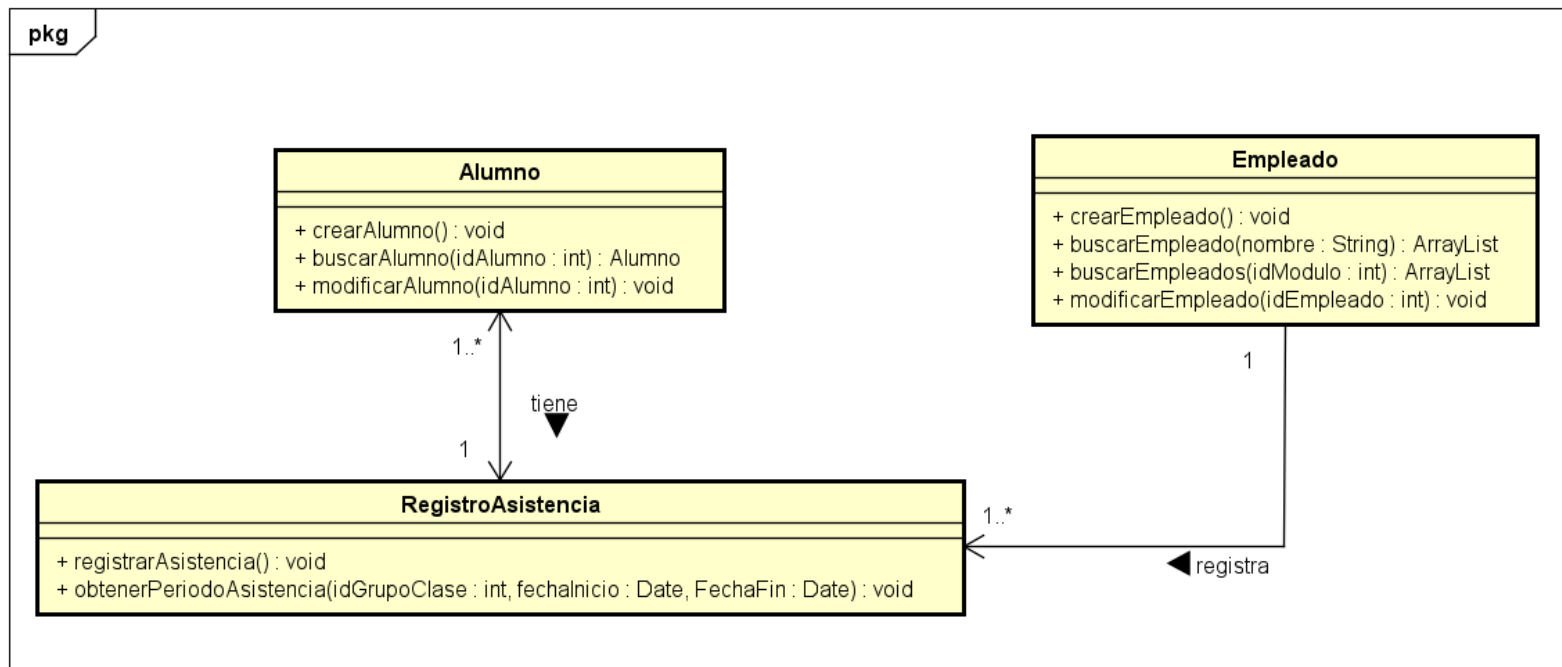 pkg
Alumno
+ crearAlumno() : void
+ buscarAlumno(idAlumno : int) : Alumno
+ modificarAlumno(idAlumno : int) : void
Empleado
+ crearEmpleado() : void
+ buscarEmpleado(nombre : String) : ArrayList
+ buscarEmpleados(idModulo : int) : ArrayList
+ modificarEmpleado(idEmpleado : int) : void
1..*
1
tiene
1
RegistroAsistencia
+ registrarAsistencia() : void
+ obtenerPeriodoAsistencia(idGrupoClase : int, fechaInicio : Date, FechaFin : Date) : void
1..*
registra